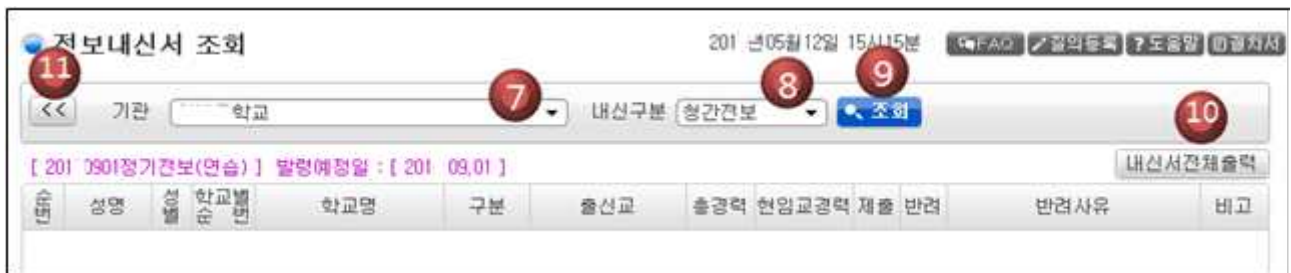 전보내신서 조회 201 년05월12일 15시15분 FAQ 질의등록 ?도움말 결차서
11 7 8 9
<< 기관 학교 내신구분 청간전보 조회 10
[ 201 0901정기전보(연습) ] 발령예정일 : [ 201 09,01 ] 내신서전체출력
순번 성명 성별 학교별순번 학교명 구분 출신교 총경력 현임교경력 제출 반려 반려사유 비고